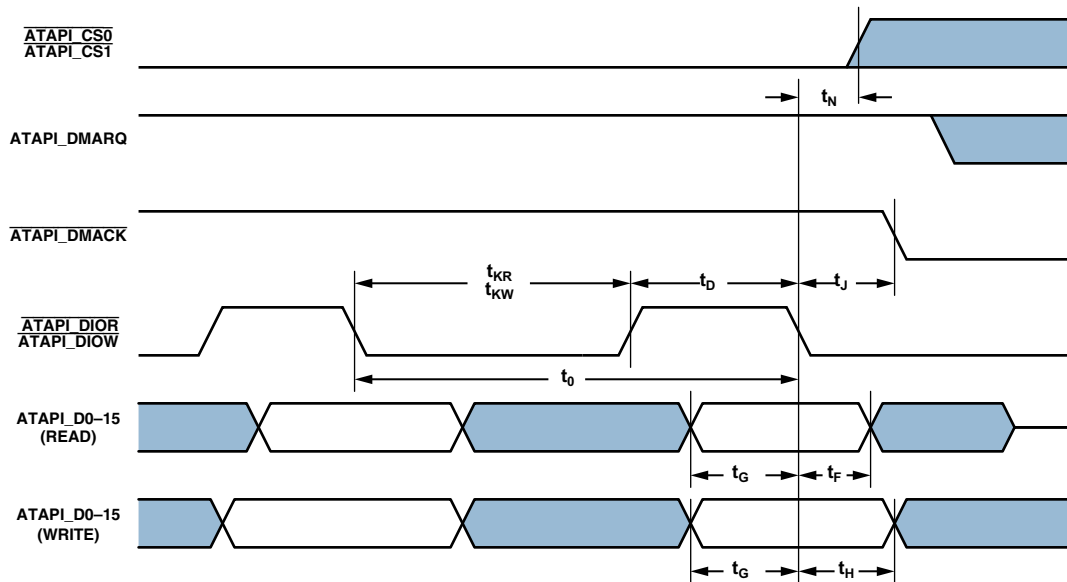 ATAPI_CS0
ATAPI_CS1
tN
ATAPI_DMARQ
ATAPI_DMACK
tKR
tKW
tD
tJ
ATAPI_DIOR
ATAPI_DIOW
t0
ATAPI_D0–15
(READ)
tG
tF
ATAPI_D0–15
(WRITE)
tG
tH